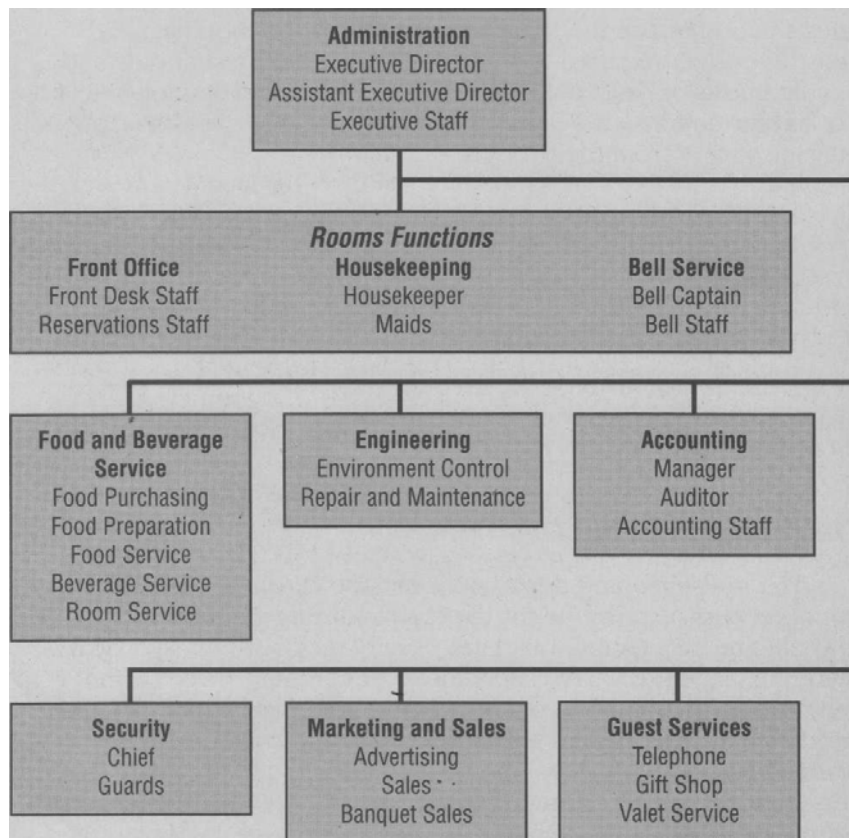 Administration
Executive Director
Assistant Executive Director
Executive Staff
Rooms Functions
Front Office
Front Desk Staff
Reservations Staff
Housekeeping
Housekeeper
Maids
Bell Service
Bell Captain
Bell Staff
Food and Beverage
Service
Food Purchasing
Food Preparation
Food Service
Beverage Service
Room Service
Engineering
Environment Control
Repair and Maintenance
Accounting
Manager
Auditor
Accounting Staff
Security
Chief
Guards
Marketing and Sales
Advertising
Sales
Banquet Sales
Guest Services
Telephone
Gift Shop
Valet Service